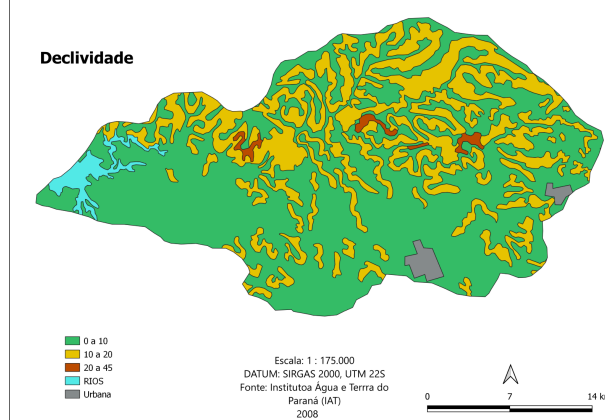 Declividade
0 a 10
10 a 20
20 a 45
RIOS
Urbana
Escala: 1 : 175.000
DATUM: SIRGAS 2000, UTM 22S
Fonte: Institutoa Água e Terrra do
Paraná (IAT)
2008
0 7 14 k